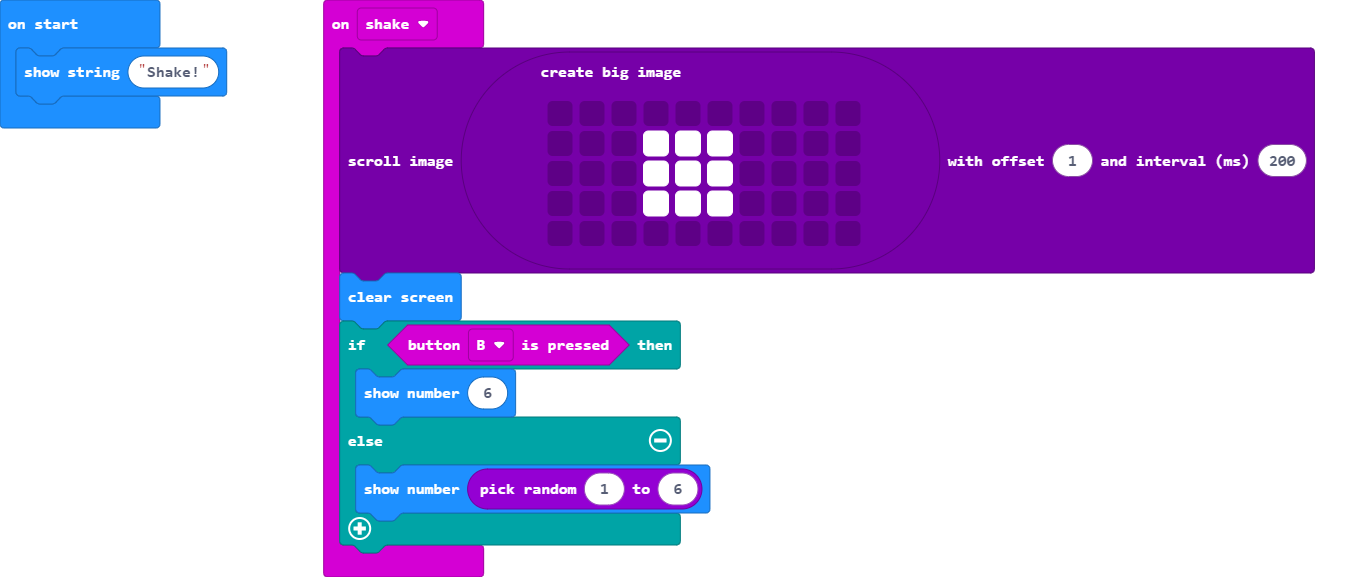 on start
show string "Shake!"
on shake
create big image
scroll image with offset 1 and interval (ms) 200
clear screen
if button B is pressed then
show number 6
else
show number pick random 1 to 6